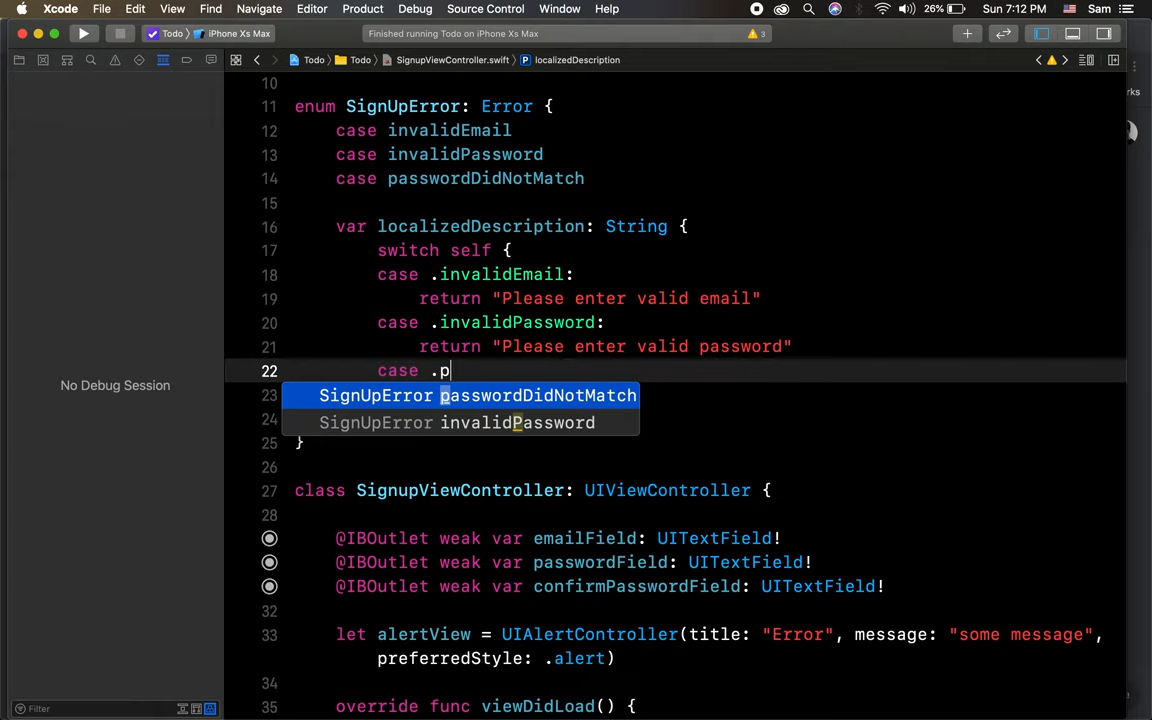 Xcode File Edit View Find Navigate Editor Product Debug Source Control Window Help 26% Sun 7:12 PM Sam
Todo iPhone Xs Max Finished running Todo on iPhone Xs Max 3
Todo Todo SignupViewController.swift P localizedDescription
10
11 enum SignUpError: Error {
12 case invalidEmail
13 case invalidPassword
14 case passwordDidNotMatch
15
16 var localizedDescription: String {
17 switch self {
18 case .invalidEmail:
19 return "Please enter valid email"
20 case .invalidPassword:
21 return "Please enter valid password"
22 case .p
23 SignUpError passwordDidNotMatch
24 SignUpError invalidPassword
25 }
26
27 class SignupViewController: UIViewController {
28
@IBOutlet weak var emailField: UITextField!
@IBOutlet weak var passwordField: UITextField!
@IBOutlet weak var confirmPasswordField: UITextField!
32
33 let alertView = UIAlertController(title: "Error", message: "some message",
preferredStyle: .alert)
34
35 override func viewDidLoad() {
No Debug Session
Filter
rks